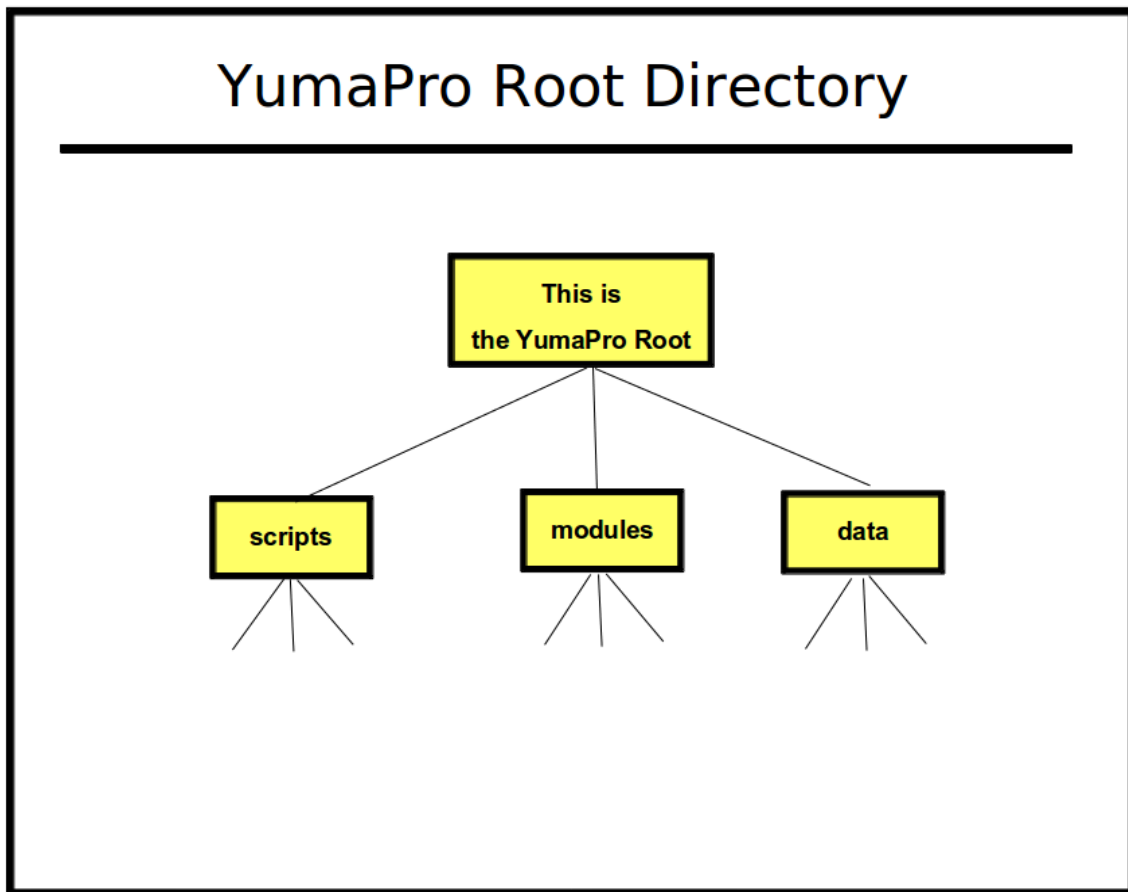 YumaPro Root Directory
This is
the YumaPro Root
scripts
modules
data